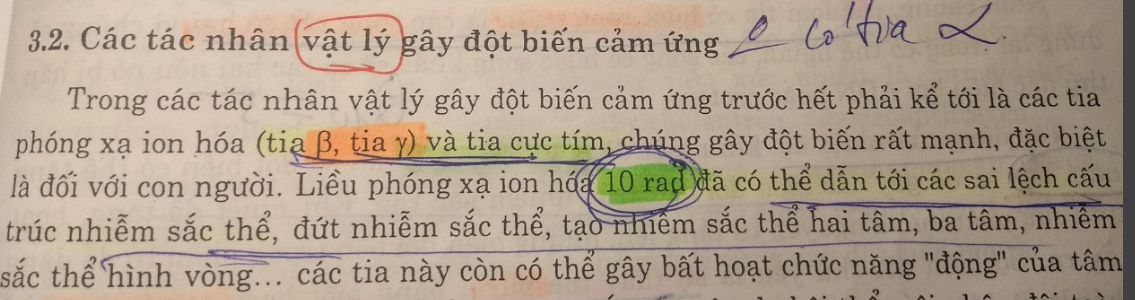 3.2. Các tác nhân vật lý gây đột biến cảm ứng có tia α.
Trong các tác nhân vật lý gây đột biến cảm ứng trước hết phải kể tới là các tia
phóng xạ ion hóa (tia β, tia γ) và tia cực tím, chúng gây đột biến rất mạnh, đặc biệt
là đối với con người. Liều phóng xạ ion hóa 10 rad đã có thể dẫn tới các sai lệch cấu
trúc nhiễm sắc thể, đứt nhiễm sắc thể, tạo nhiễm sắc thể hai tâm, ba tâm, nhiễm
sắc thể hình vòng... các tia này còn có thể gây bất hoạt chức năng "động" của tâm